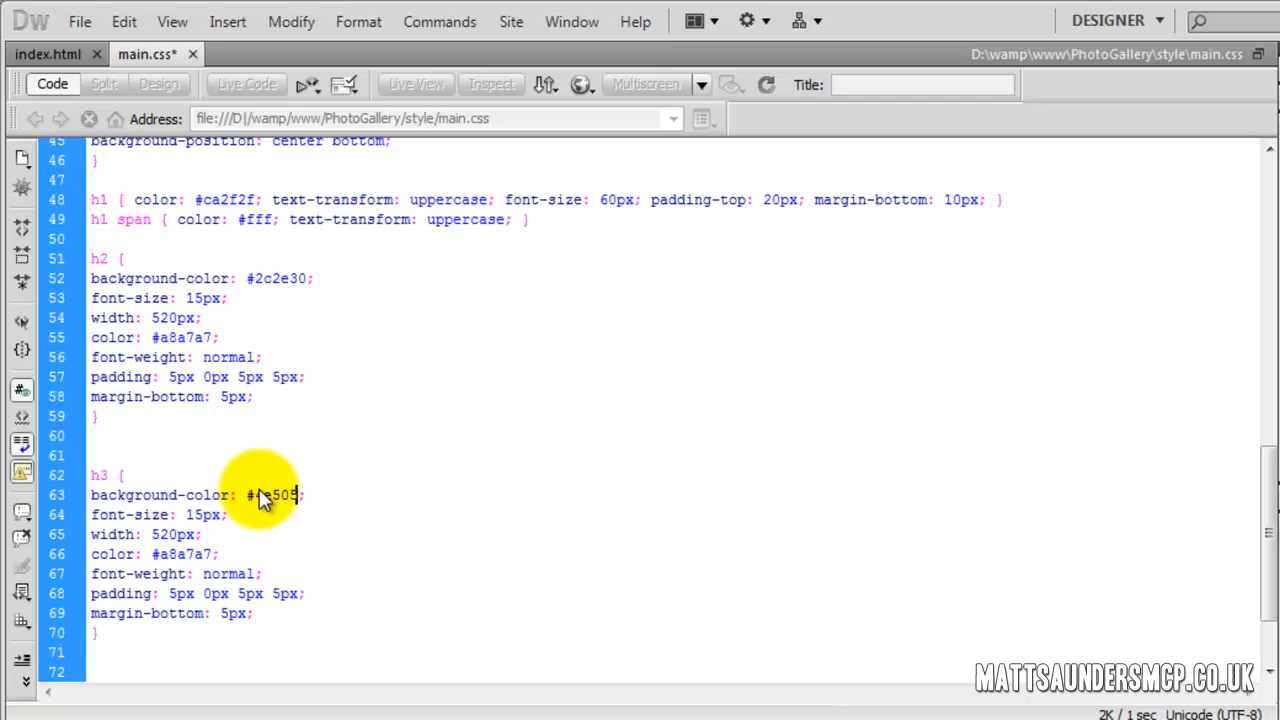 Dw File Edit View Insert Modify Format Commands Site Window Help DESIGNER
index.html main.css* D:\wamp\www\PhotoGallery\style\main.css
Code Split Design Live Code Live View Inspect Multiscreen Title:
Address: file:///D|/wamp/www/PhotoGallery/style/main.css
45 background-position: center bottom;
46 }
47
48 h1 { color: #ca2f2f; text-transform: uppercase; font-size: 60px; padding-top: 20px; margin-bottom: 10px; }
49 h1 span { color: #fff; text-transform: uppercase; }
50
51 h2 {
52 background-color: #2c2e30;
53 font-size: 15px;
54 width: 520px;
55 color: #a8a7a7;
56 font-weight: normal;
57 padding: 5px 0px 5px 5px;
58 margin-bottom: 5px;
59 }
60
61
62 h3 {
63 background-color:
64 font-size: 15px;
65 width: 520px;
66 color: #a8a7a7;
67 font-weight: normal;
68 padding: 5px 0px 5px 5px;
69 margin-bottom: 5px;
70 }
71
72
MATTSAUNDERSMCP.CO.UK
2K / 1 sec Unicode (UTF-8)